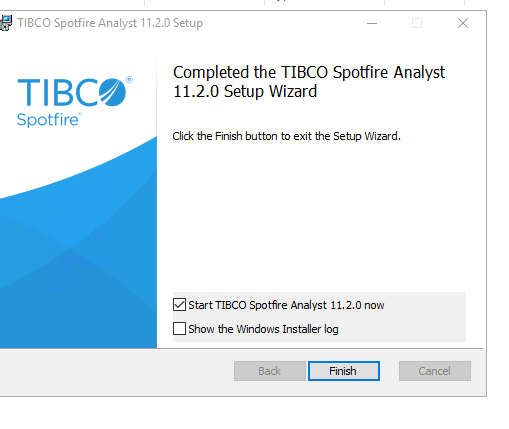 TIBCO Spotfire Analyst 11.2.0 Setup
TIBCO®
Spotfire®
Completed the TIBCO Spotfire Analyst
11.2.0 Setup Wizard
Click the Finish button to exit the Setup Wizard.
Start TIBCO Spotfire Analyst 11.2.0 now
Show the Windows Installer log
Back
Finish
Cancel